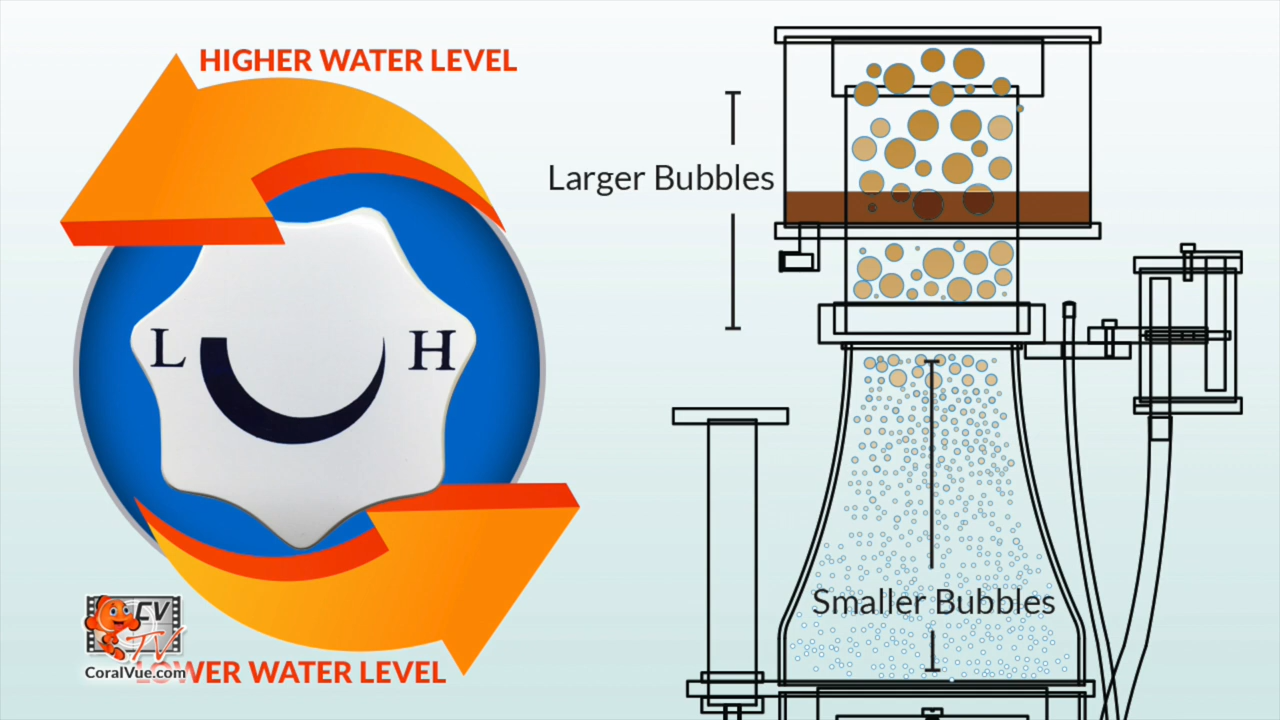 HIGHER WATER LEVEL
Larger Bubbles
L H
Smaller Bubbles
CV
TV
CoralVue.com
LOWER WATER LEVEL